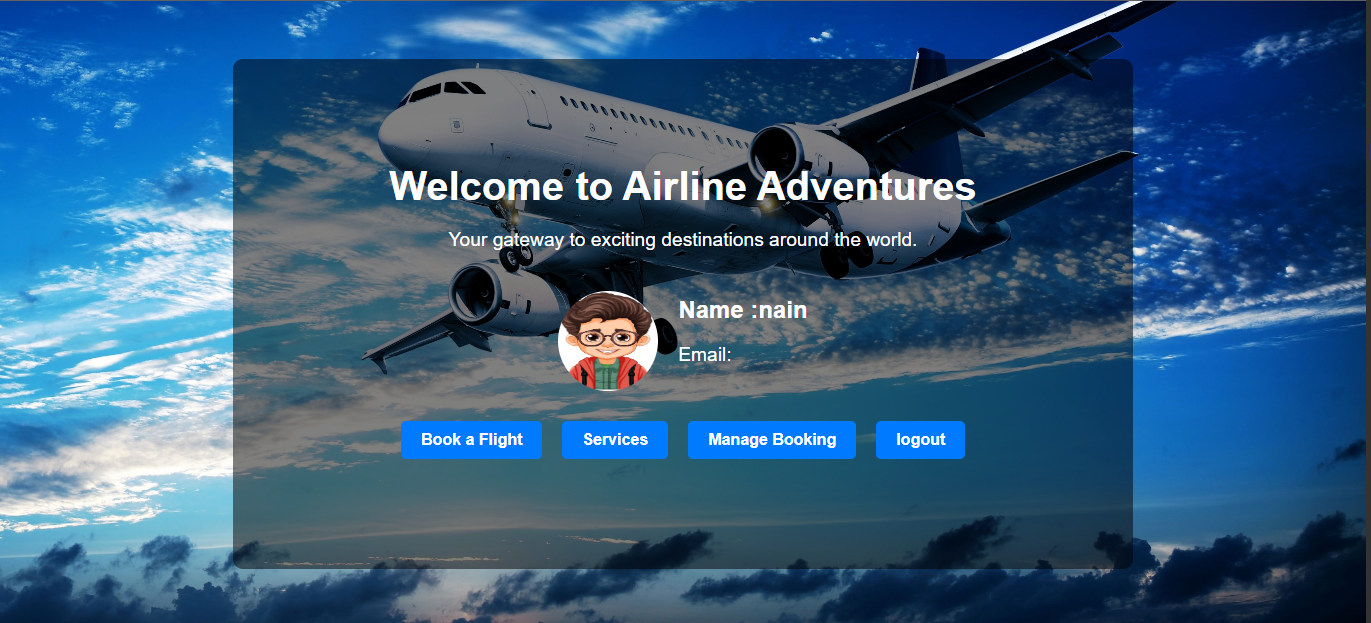 Welcome to Airline Adventures
Your gateway to exciting destinations around the world.
Name :nain
Email:
Book a Flight
Services
Manage Booking
logout